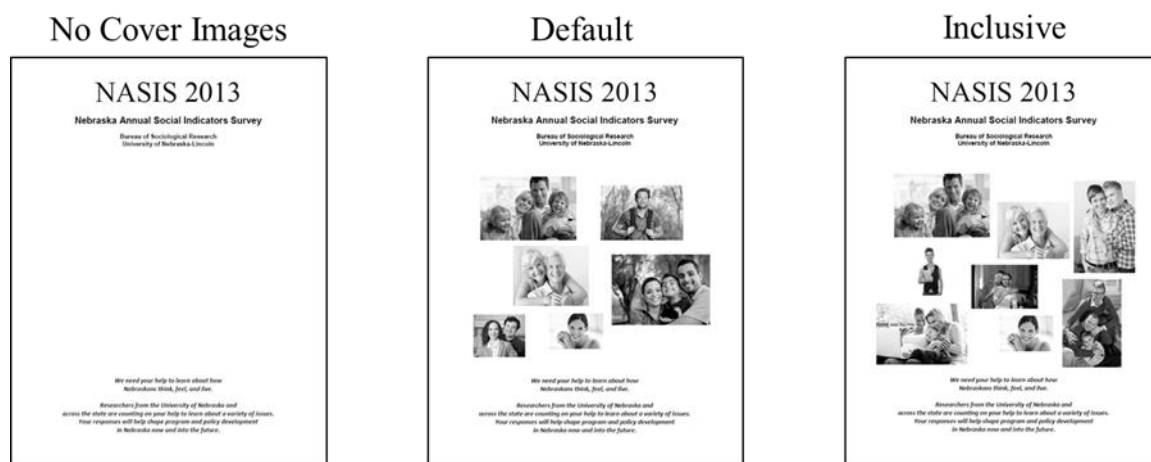 No Cover Images
NASIS 2013
Nebraska Annual Social Indicators Survey
Bureau of Sociological Research
University of Nebraska-Lincoln
We need your help to learn about how
Nebraskans think, feel, and live.
Researchers from the University of Nebraska and
across the state are counting on your help to learn about a variety of issues.
Your responses will help shape program and policy development
in Nebraska now and into the future.
Default
NASIS 2013
Nebraska Annual Social Indicators Survey
Bureau of Sociological Research
University of Nebraska-Lincoln
We need your help to learn about how
Nebraskans think, feel, and live.
Researchers from the University of Nebraska and
across the state are counting on your help to learn about a variety of issues.
Your responses will help shape program and policy development
in Nebraska now and into the future.
Inclusive
NASIS 2013
Nebraska Annual Social Indicators Survey
Bureau of Sociological Research
University of Nebraska-Lincoln
We need your help to learn about how
Nebraskans think, feel, and live.
Researchers from the University of Nebraska and
across the state are counting on your help to learn about a variety of issues.
Your responses will help shape program and policy development
in Nebraska now and into the future.